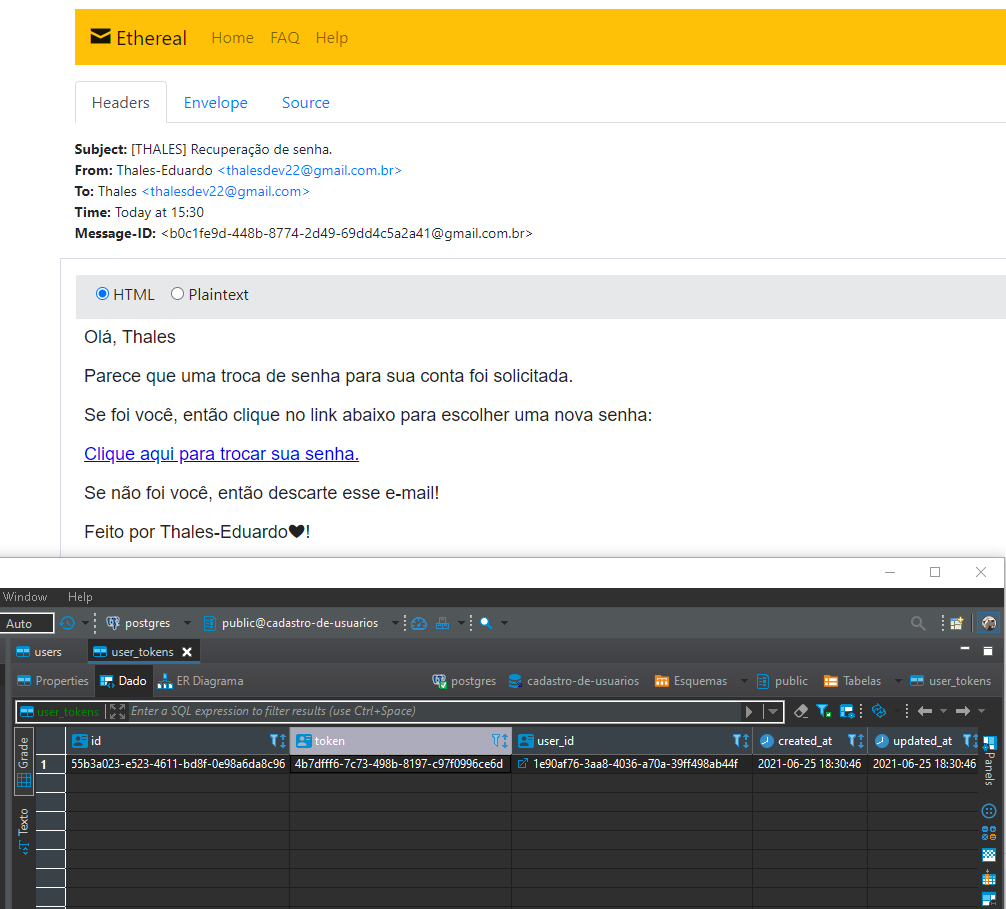 Ethereal Home FAQ Help
Headers Envelope Source
Subject: [THALES] Recuperação de senha.
From: Thales-Eduardo <thalesdev22@gmail.com.br>
To: Thales <thalesdev22@gmail.com>
Time: Today at 15:30
Message-ID: <b0c1fe9d-448b-8774-2d49-69dd4c5a2a41@gmail.com.br>
HTML Plaintext
Olá, Thales
Parece que uma troca de senha para sua conta foi solicitada.
Se foi você, então clique no link abaixo para escolher uma nova senha:
Clique aqui para trocar sua senha.
Se não foi você, então descarte esse e-mail!
Feito por Thales-Eduardo🖤!
Window Help
Auto postgres public@cadastro-de-usuarios
users user_tokens
Properties Dado ER Diagrama postgres cadastro-de-usuarios Esquemas public Tabelas user_tokens
user_tokens Enter a SQL expression to filter results (use Ctrl+Space)
Grade id token user_id created_at updated_at Panels
1 55b3a023-e523-4611-bd8f-0e98a6da8c96 4b7dfff6-7c73-498b-8197-c97f0996ce6d 1e90af76-3aa8-4036-a70a-39ff498ab44f 2021-06-25 18:30:46 2021-06-25 18:30:46
Texto